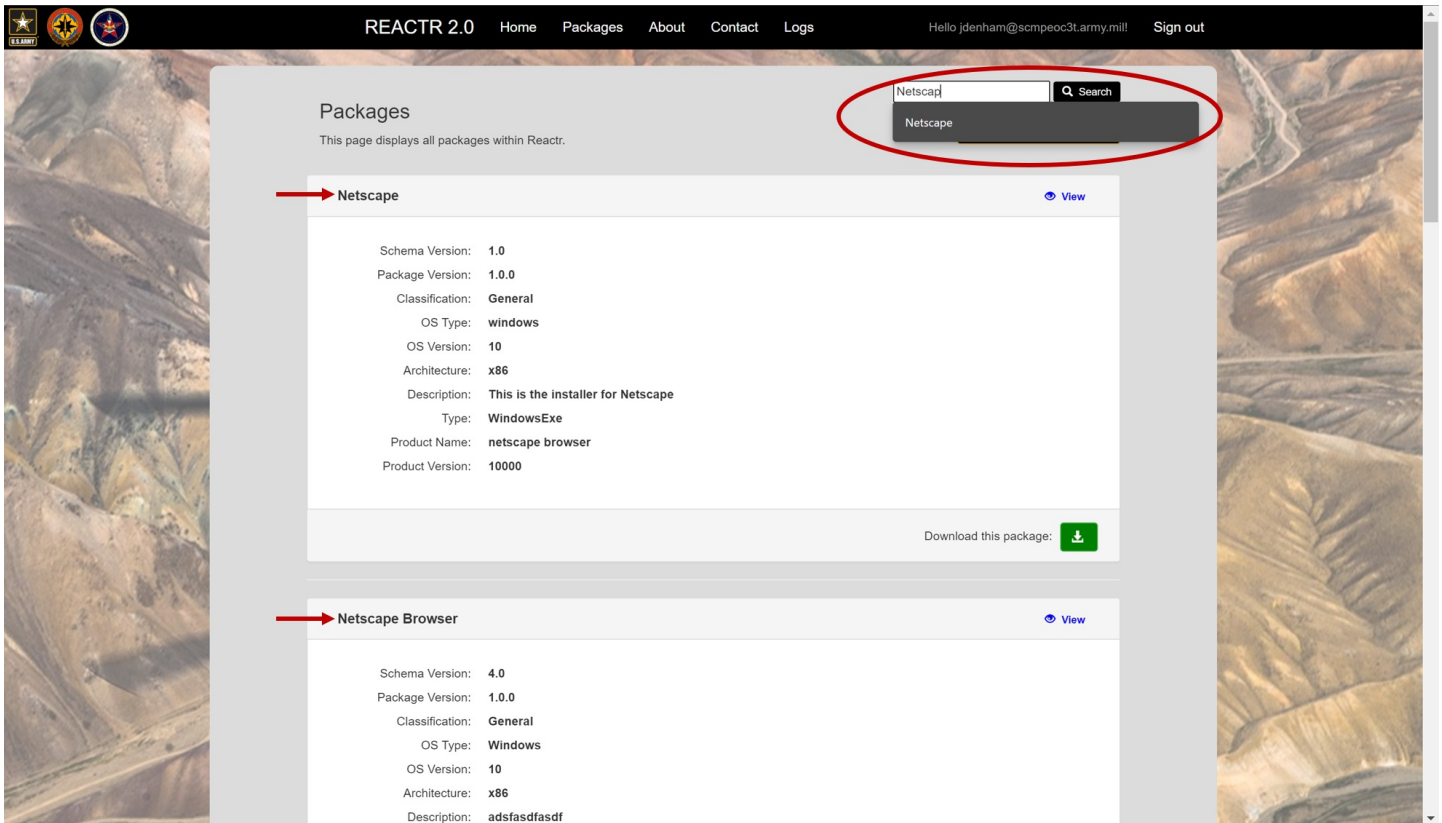 U.S.ARMY
REACTR 2.0 Home Packages About Contact Logs Hello jdenham@scmpeoc3t.army.mil! Sign out
Netscap Search
Netscape
Packages
This page displays all packages within Reactr.
Netscape View
Schema Version: 1.0
Package Version: 1.0.0
Classification: General
OS Type: windows
OS Version: 10
Architecture: x86
Description: This is the installer for Netscape
Type: WindowsExe
Product Name: netscape browser
Product Version: 10000
Download this package:
Netscape Browser View
Schema Version: 4.0
Package Version: 1.0.0
Classification: General
OS Type: Windows
OS Version: 10
Architecture: x86
Description: adsfasdfasdf